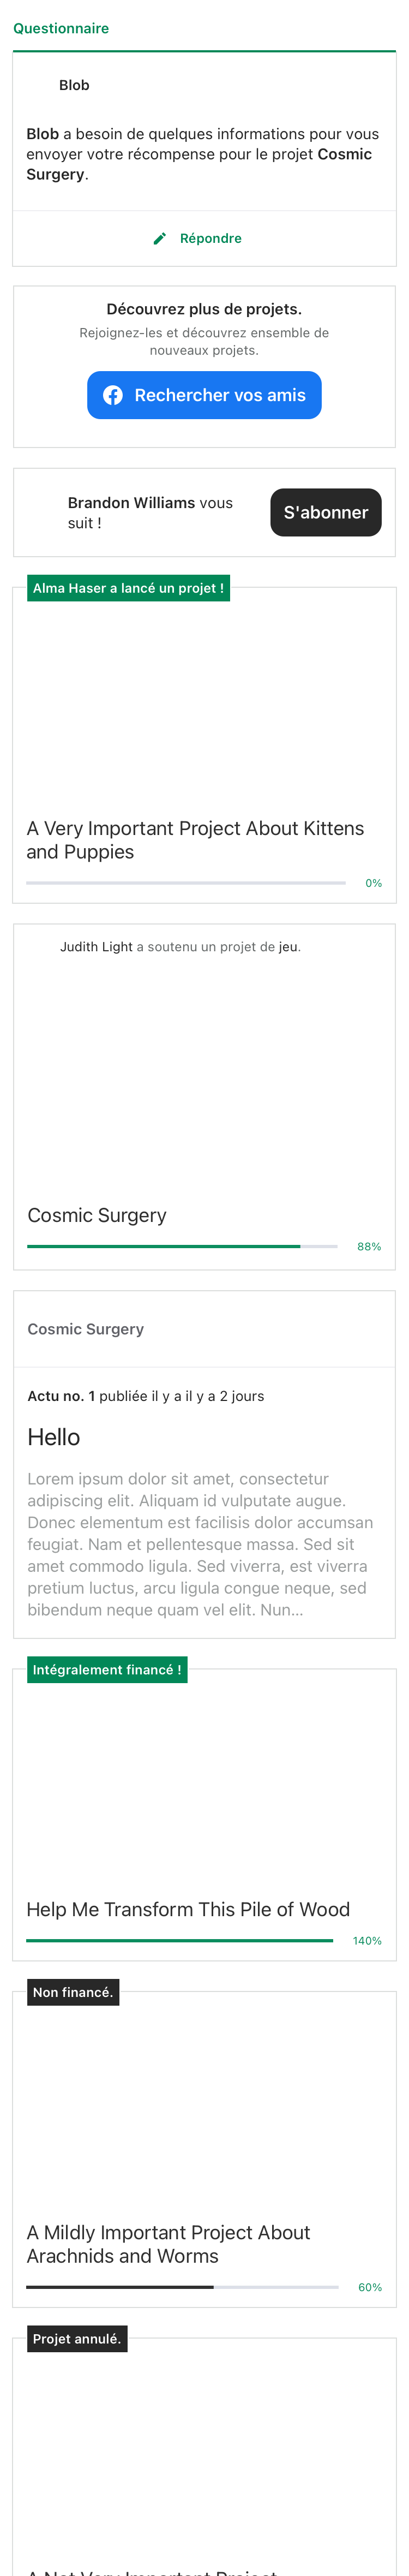 Questionnaire
Blob
Blob a besoin de quelques informations pour vous
envoyer votre récompense pour le projet Cosmic
Surgery.
Répondre
Découvrez plus de projets.
Rejoignez-les et découvrez ensemble de
nouveaux projets.
Rechercher vos amis
Brandon Williams vous
suit !
S'abonner
Alma Haser a lancé un projet !
A Very Important Project About Kittens
and Puppies
0%
Judith Light a soutenu un projet de jeu.
Cosmic Surgery
88%
Cosmic Surgery
Actu no. 1 publiée il y a il y a 2 jours
Hello
Lorem ipsum dolor sit amet, consectetur
adipiscing elit. Aliquam id vulputate augue.
Donec elementum est facilisis dolor accumsan
feugiat. Nam et pellentesque massa. Sed sit
amet commodo ligula. Sed viverra, est viverra
pretium luctus, arcu ligula congue neque, sed
bibendum neque quam vel elit. Nun...
Intégralement financé !
Help Me Transform This Pile of Wood
140%
Non financé.
A Mildly Important Project About
Arachnids and Worms
60%
Projet annulé.
A Not Very Important Project